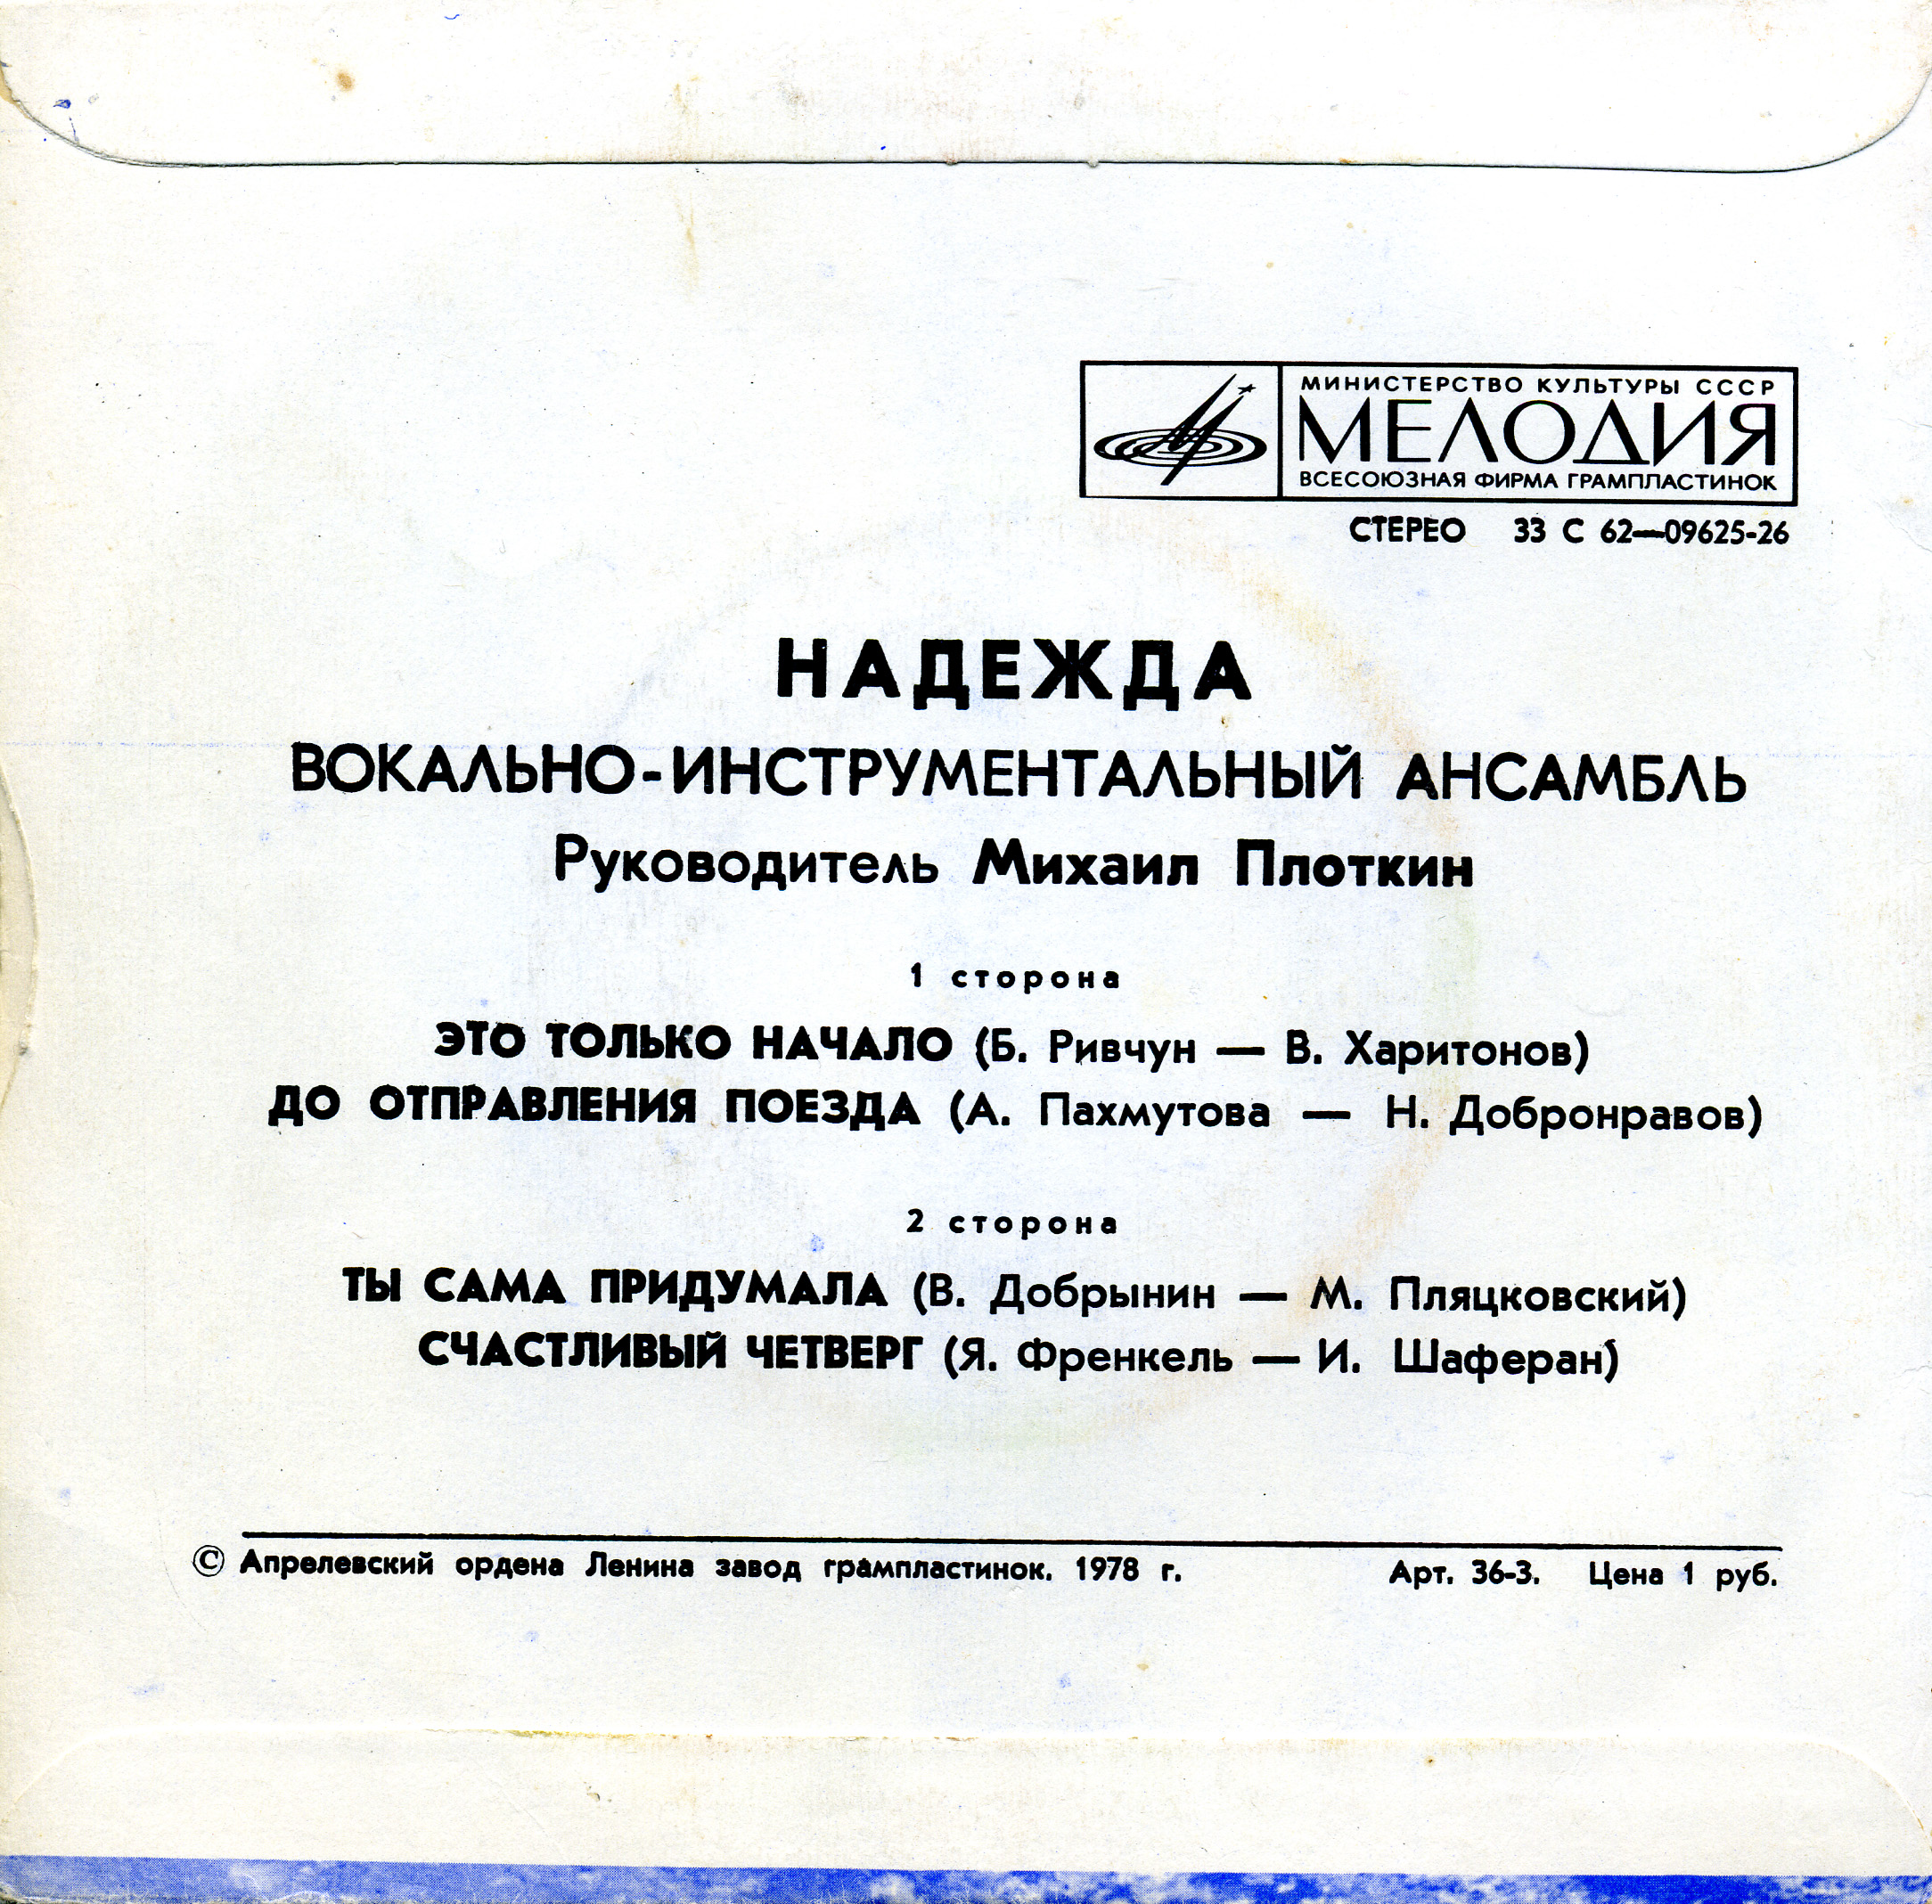 МИНИСТЕРСТВО КУЛЬТУРЫ СССР
МЕЛОДИЯ
ВСЕСОЮЗНАЯ ФИРМА ГРАМПЛАСТИНОК
СТЕРЕО 33 С 62—09625-26
НАДЕЖДА
ВОКАЛЬНО-ИНСТРУМЕНТАЛЬНЫЙ АНСАМБЛЬ
Руководитель Михаил Плоткин
1 сторона
ЭТО ТОЛЬКО НАЧАЛО (Б. Ривчун — В. Харитонов)
ДО ОТПРАВЛЕНИЯ ПОЕЗДА (А. Пахмутова — Н. Добронравов)
2 сторона
ТЫ САМА ПРИДУМАЛА (В. Добрынин — М. Пляцковский)
СЧАСТЛИВЫЙ ЧЕТВЕРГ (Я. Френкель — И. Шаферан)
© Апрелевский ордена Ленина завод грампластинок. 1978 г. Арт. 36-3. Цена 1 руб.